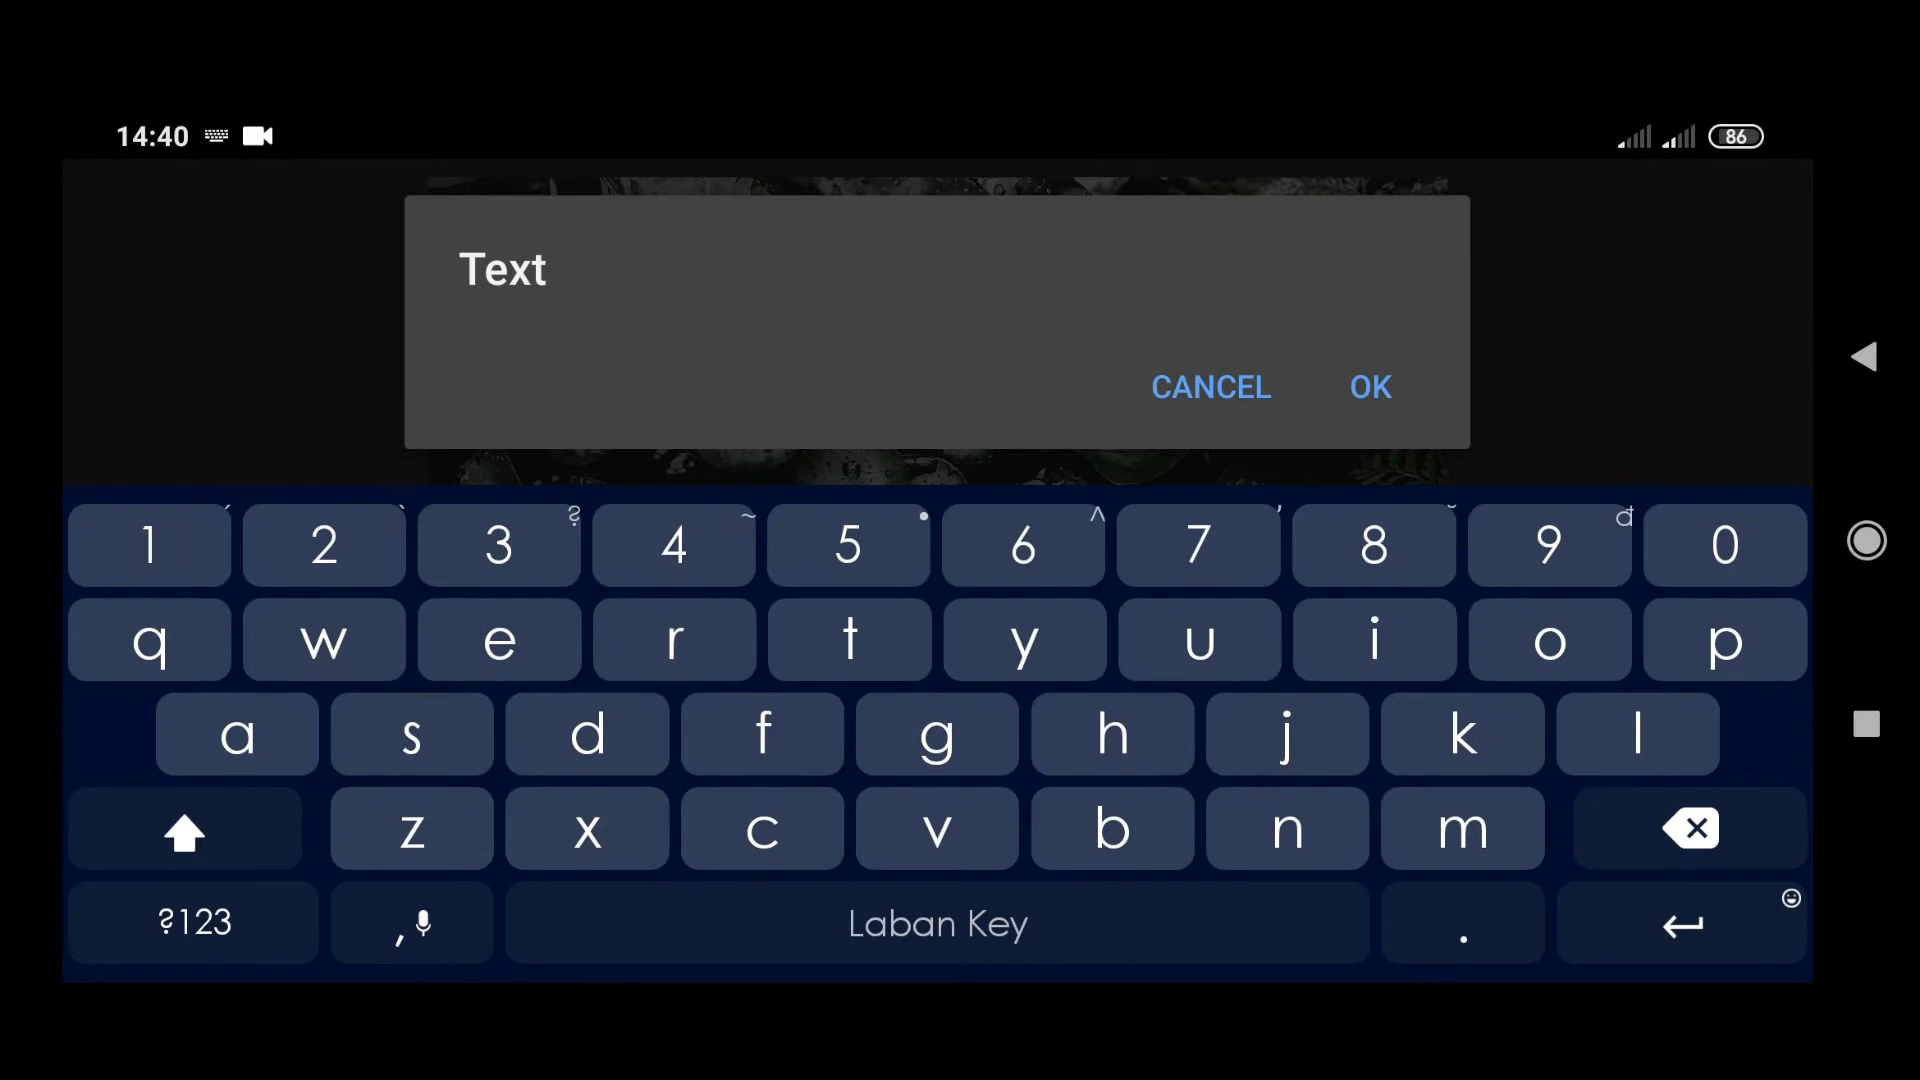 14:40 86
Text
CANCEL OK
1 2 3 ? 4 ~ 5 6 ^ 7 8 9 đ 0
q w e r t y u i o p
a s d f g h j k l
z x c v b n m
?123 , Laban Key .